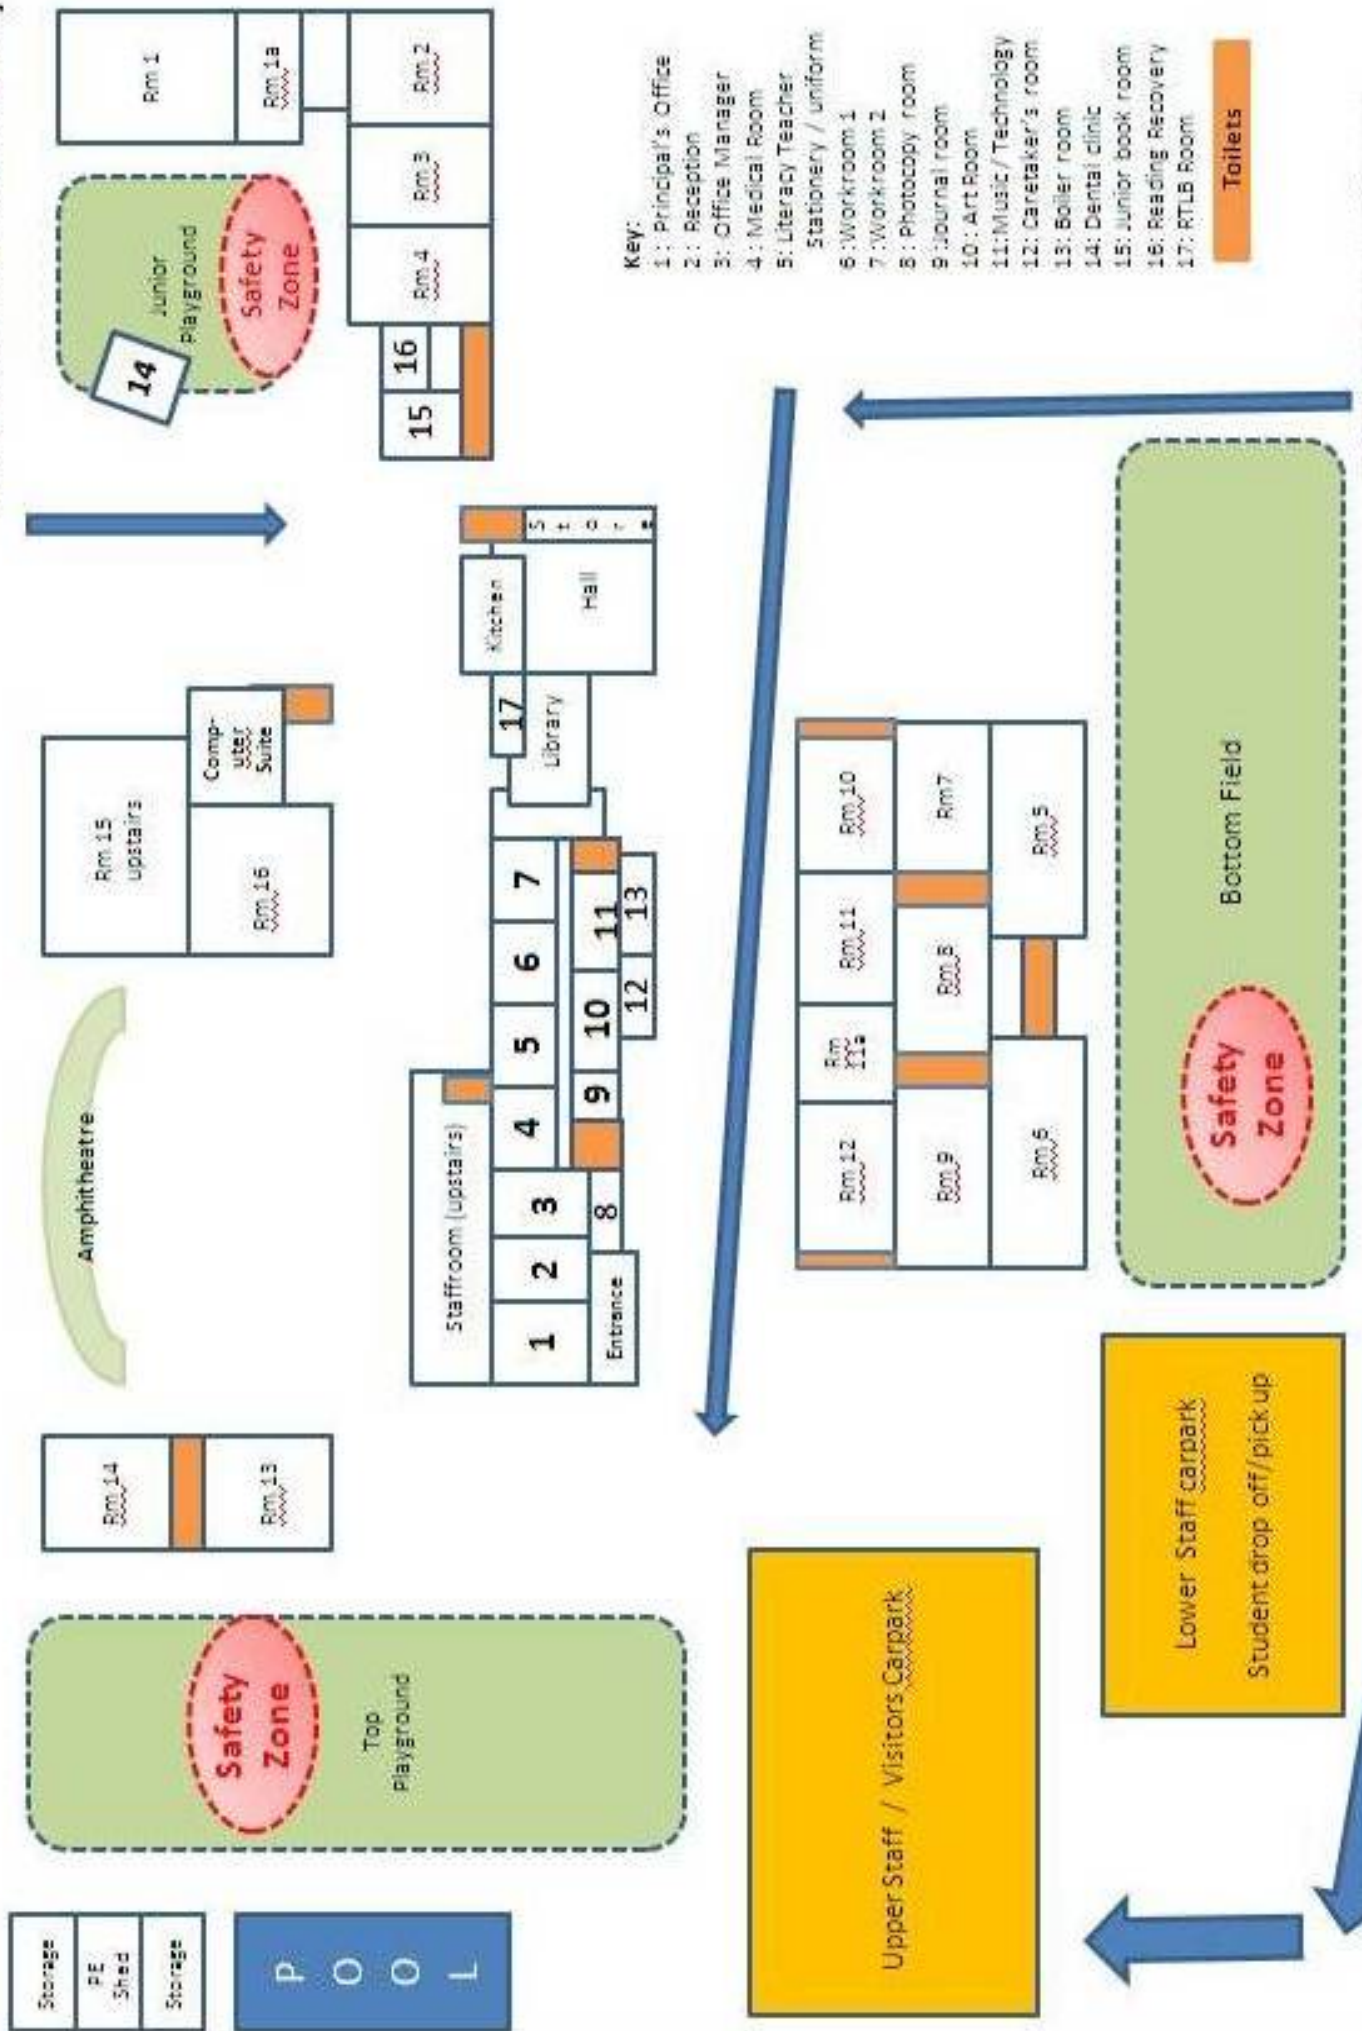 Storage
PE
Shed
Storage
P
O
O
L
Safety
Zone
Top
Playground
Rm 14
Rm 13
Amphitheatre
Rm 15
upstairs
Rm 16
Comp-
uter
Suite
14
Junior
Playground
Safety
Zone
Rm 1
Rm 1a
Rm 2
Rm 3
Rm 4
16
15
Staffroom (upstairs)
1
2
3
4
5
6
7
Entrance
8
9
10
11
12
13
17
Library
Kitchen
Hall
S
t
o
r
e
Key:
1 : Principal's Office
2 : Reception
3: Office Manager
4 : Medical Room
5: Literacy Teacher
Stationery / uniform
6 :Workroom 1
7 :Workroom 2
8 : Photocopy room
9 :Journal room
10 : Art Room
11:Music / Technology
12: Caretaker's room
13: Boiler room
14: Dental clinic
15: Junior book room
16: Reading Recovery
17: RTLB Room
Toilets
Rm 12
Rm
11a
Rm 11
Rm 10
Rm 9
Rm 8
Rm7
Rm 6
Rm 5
Upper Staff / Visitors Carpark
Lower Staff carpark
Student drop off/pick up
Safety
Zone
Bottom Field